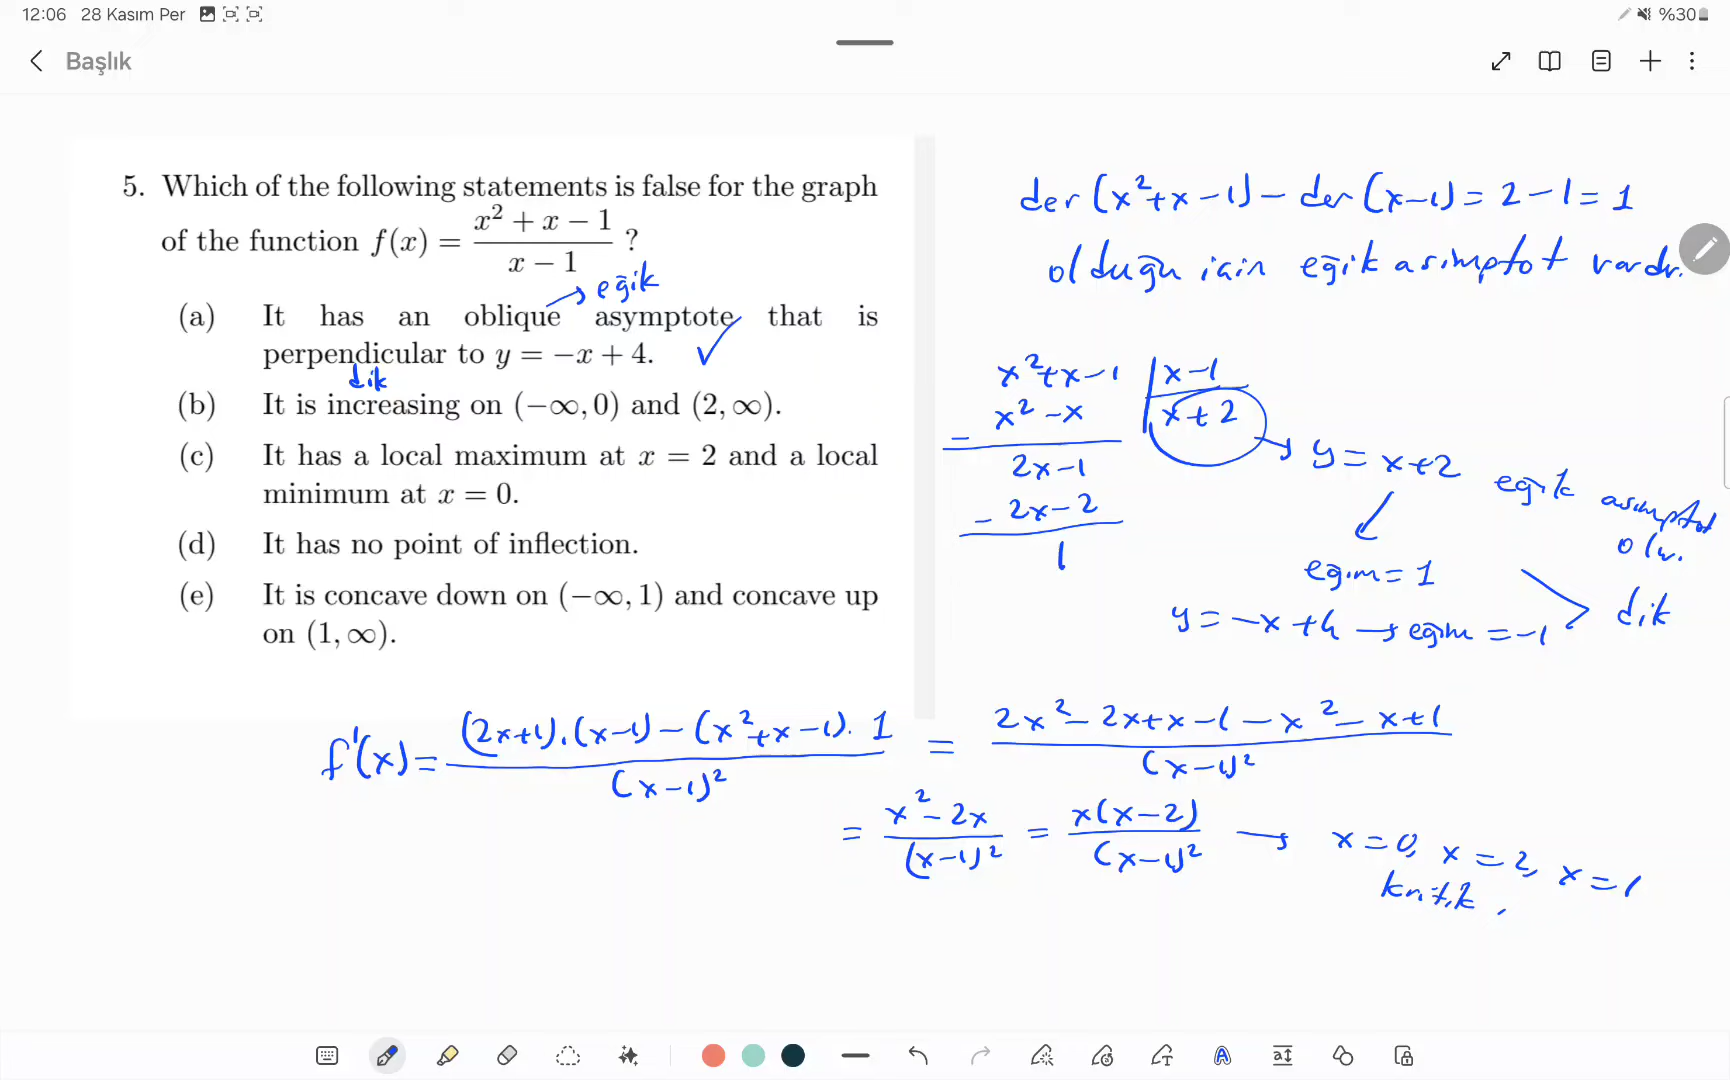 12:06 28 Kasım Per %30
Başlık
5. Which of the following statements is false for the graph
of the function f(x) = (x² + x − 1)/(x − 1) ?
→ eğik
(a) It has an oblique asymptote that is
perpendicular to y = −x + 4. ✓
dik
(b) It is increasing on (−∞, 0) and (2, ∞).
(c) It has a local maximum at x = 2 and a local
minimum at x = 0.
(d) It has no point of inflection.
(e) It is concave down on (−∞, 1) and concave up
on (1, ∞).
der (x²+x−1) − der (x−1) = 2 − 1 = 1
olduğu için eğik asimptot vardır.
x²+x−1 | x−1
− x² −x | x+2 → y = x+2 eğik asimptot olur.
2x−1
− 2x−2
1
eğim = 1
y = −x+4 → eğim = −1 dik
f'(x) = ((2x+1).(x−1) − (x²+x−1). 1)/(x−1)² = (2x² − 2x+x −1 − x² − x+1)/(x−1)²
= (x² − 2x)/(x−1)² = x(x−2)/(x−1)² → x = 0, x = 2, x = 1
kritik